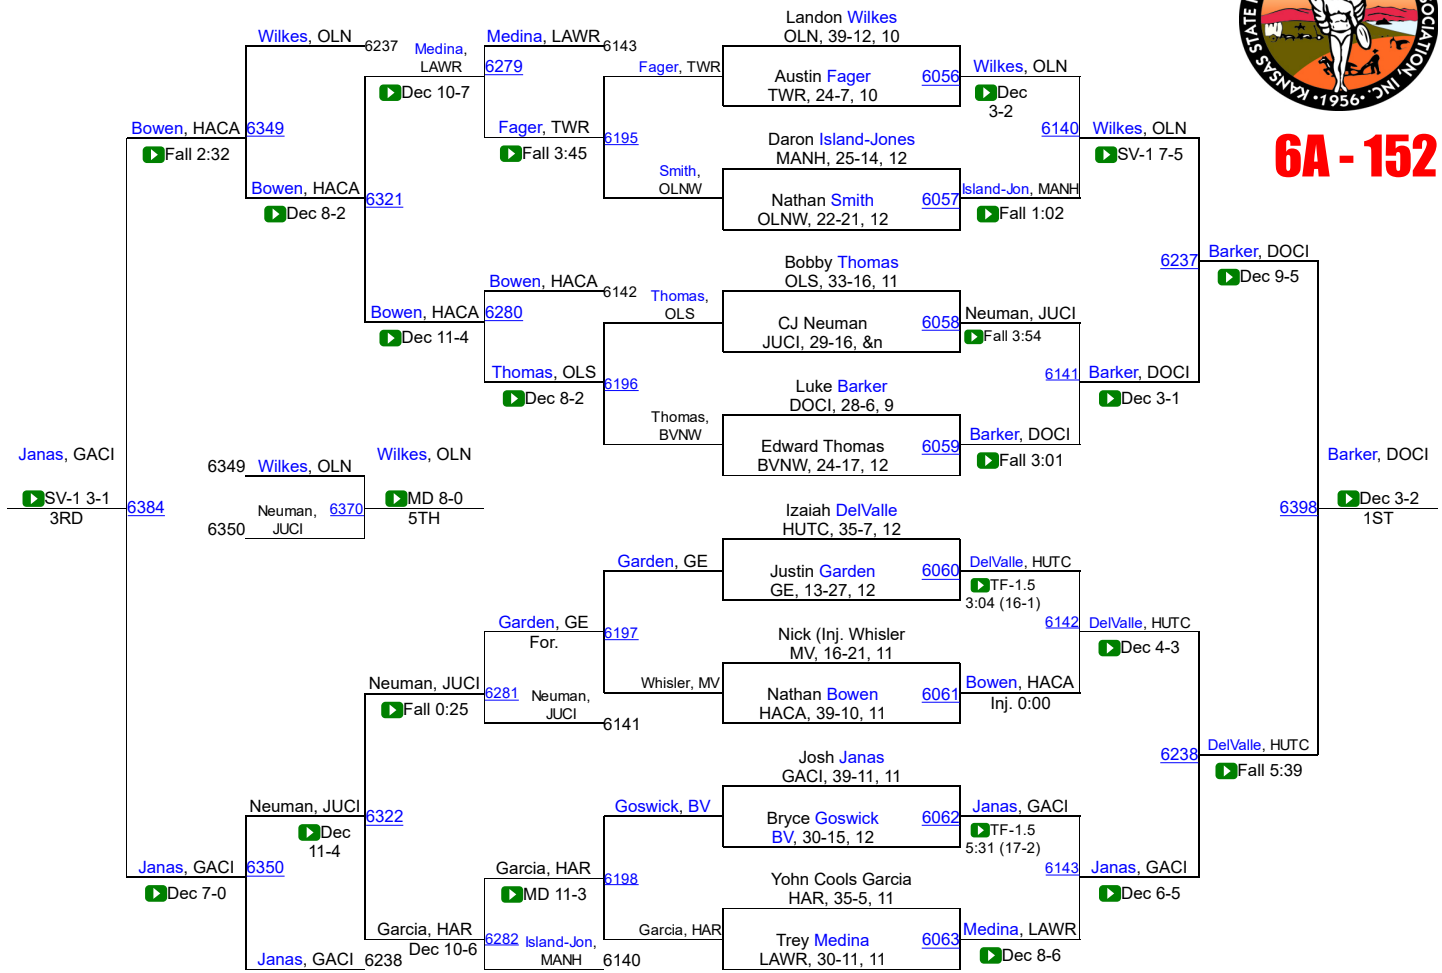 KANSAS STATE
SSOCIATION, INC.
•1956•
6A - 152
Landon Wilkes
OLN, 39-12, 10
Austin Fager
TWR, 24-7, 10
6056
Daron Island-Jones
MANH, 25-14, 12
Nathan Smith
OLNW, 22-21, 12
6057
Bobby Thomas
OLS, 33-16, 11
CJ Neuman
JUCI, 29-16, &n
6058
Luke Barker
DOCI, 28-6, 9
Edward Thomas
BVNW, 24-17, 12
6059
Izaiah DelValle
HUTC, 35-7, 12
Justin Garden
GE, 13-27, 12
6060
Nick (Inj. Whisler
MV, 16-21, 11
Nathan Bowen
HACA, 39-10, 11
6061
Josh Janas
GACI, 39-11, 11
Bryce Goswick
BV, 30-15, 12
6062
Yohn Cools Garcia
HAR, 35-5, 11
Trey Medina
LAWR, 30-11, 11
6063
Wilkes, OLN
Dec
3-2
6140
Island-Jon, MANH
Fall 1:02
Neuman, JUCI
Fall 3:54
6141
Barker, DOCI
Fall 3:01
DelValle, HUTC
TF-1.5
3:04 (16-1)
6142
Bowen, HACA
Inj. 0:00
Janas, GACI
TF-1.5
5:31 (17-2)
6143
Medina, LAWR
Dec 8-6
Wilkes, OLN
SV-1 7-5
6237
Barker, DOCI
Dec 3-1
DelValle, HUTC
Dec 4-3
6238
Janas, GACI
Dec 6-5
Barker, DOCI
Dec 9-5
6398
DelValle, HUTC
Fall 5:39
Barker, DOCI
Dec 3-2
1ST
Fager, TWR
6195
Smith,
OLNW
Thomas,
OLS
6196
Thomas,
BVNW
Garden, GE
6197
Whisler, MV
Goswick, BV
6198
Garcia, HAR
Medina, LAWR
6143
6279
Fager, TWR
Fall 3:45
Bowen, HACA
6142
6280
Thomas, OLS
Dec 8-2
Garden, GE
For.
6281
Neuman,
JUCI
6141
Garcia, HAR
MD 11-3
6282
Island-Jon,
MANH
6140
Medina,
LAWR
Dec 10-7
6321
Bowen, HACA
Dec 11-4
Neuman, JUCI
Fall 0:25
6322
Garcia, HAR
Dec 10-6
Wilkes, OLN
6237
6349
Bowen, HACA
Dec 8-2
Neuman, JUCI
Dec
11-4
6350
Janas, GACI
6238
Bowen, HACA
Fall 2:32
6384
Janas, GACI
Dec 7-0
Janas, GACI
SV-1 3-1
3RD
6349
Wilkes, OLN
6370
6350
Neuman,
JUCI
Wilkes, OLN
MD 8-0
5TH